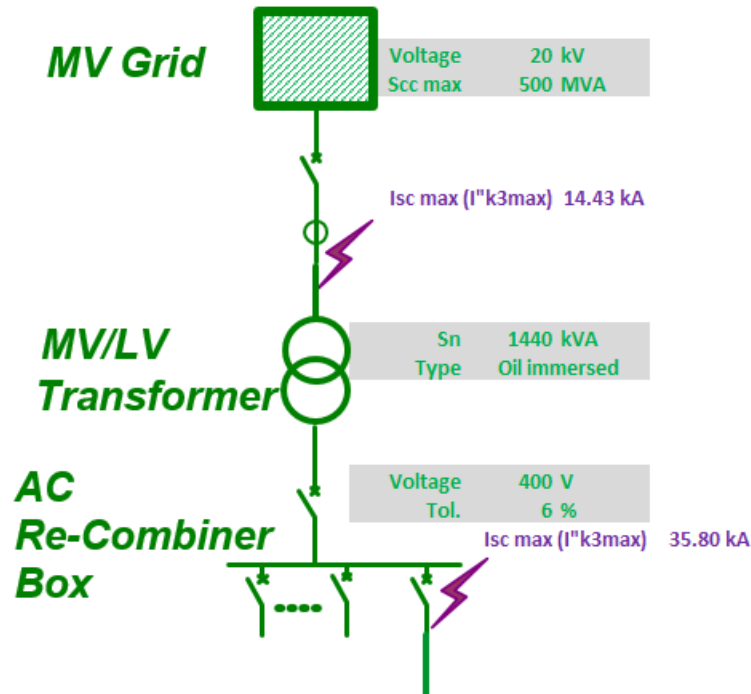 MV Grid
Voltage 20 kV
Scc max 500 MVA
Isc max (I"k3max) 14.43 kA
MV/LV
Transformer
Sn 1440 kVA
Type Oil immersed
AC
Re-Combiner
Box
Voltage 400 V
Tol. 6 %
Isc max (I"k3max) 35.80 kA